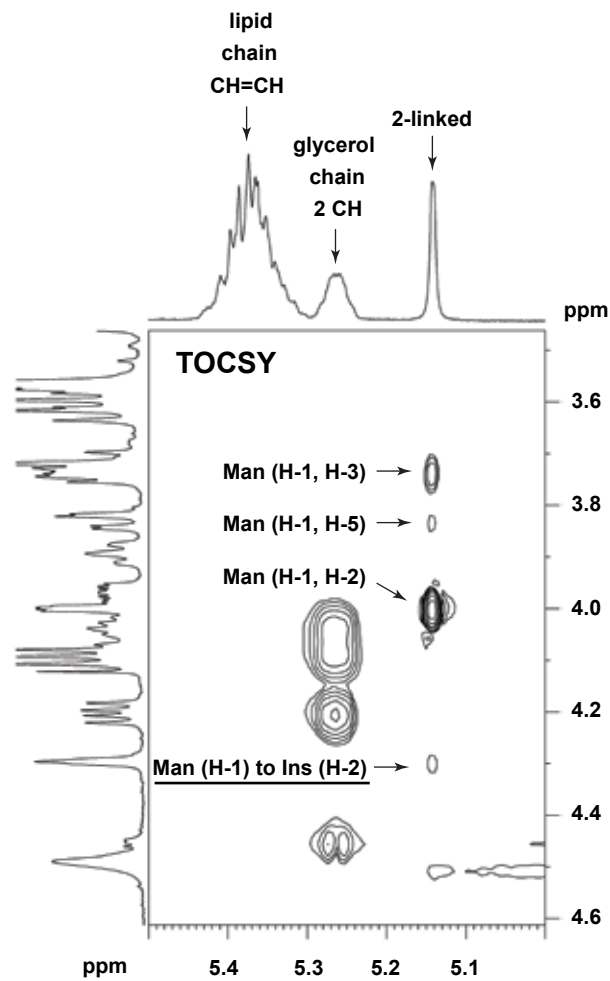 lipid
chain
CH=CH
glycerol
chain
2 CH
2-linked
ppm
TOCSY
3.6
Man (H-1, H-3)
3.8
Man (H-1, H-5)
Man (H-1, H-2)
4.0
4.2
Man (H-1) to Ins (H-2)
4.4
4.6
ppm 5.4 5.3 5.2 5.1